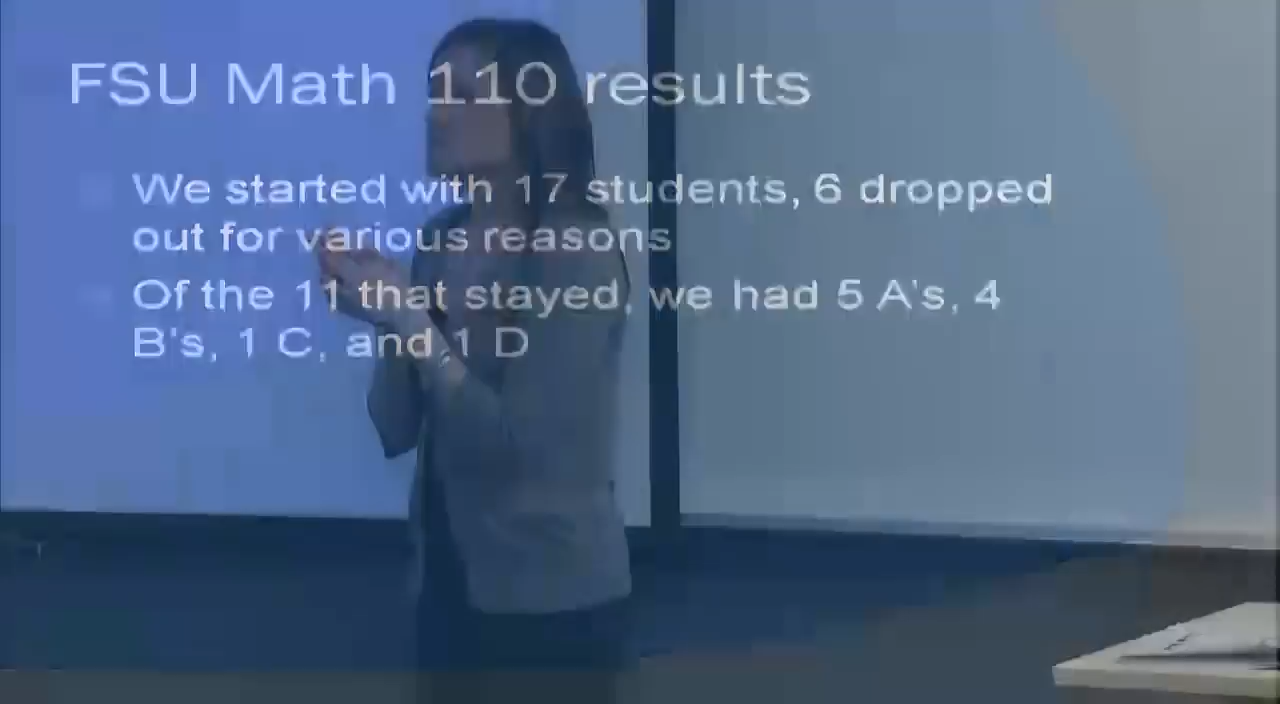 FSU Math 110 results
We started with 17 students, 6 dropped
out for various reasons
Of the 11 that stayed, we had 5 A's, 4
B's, 1 C, and 1 D